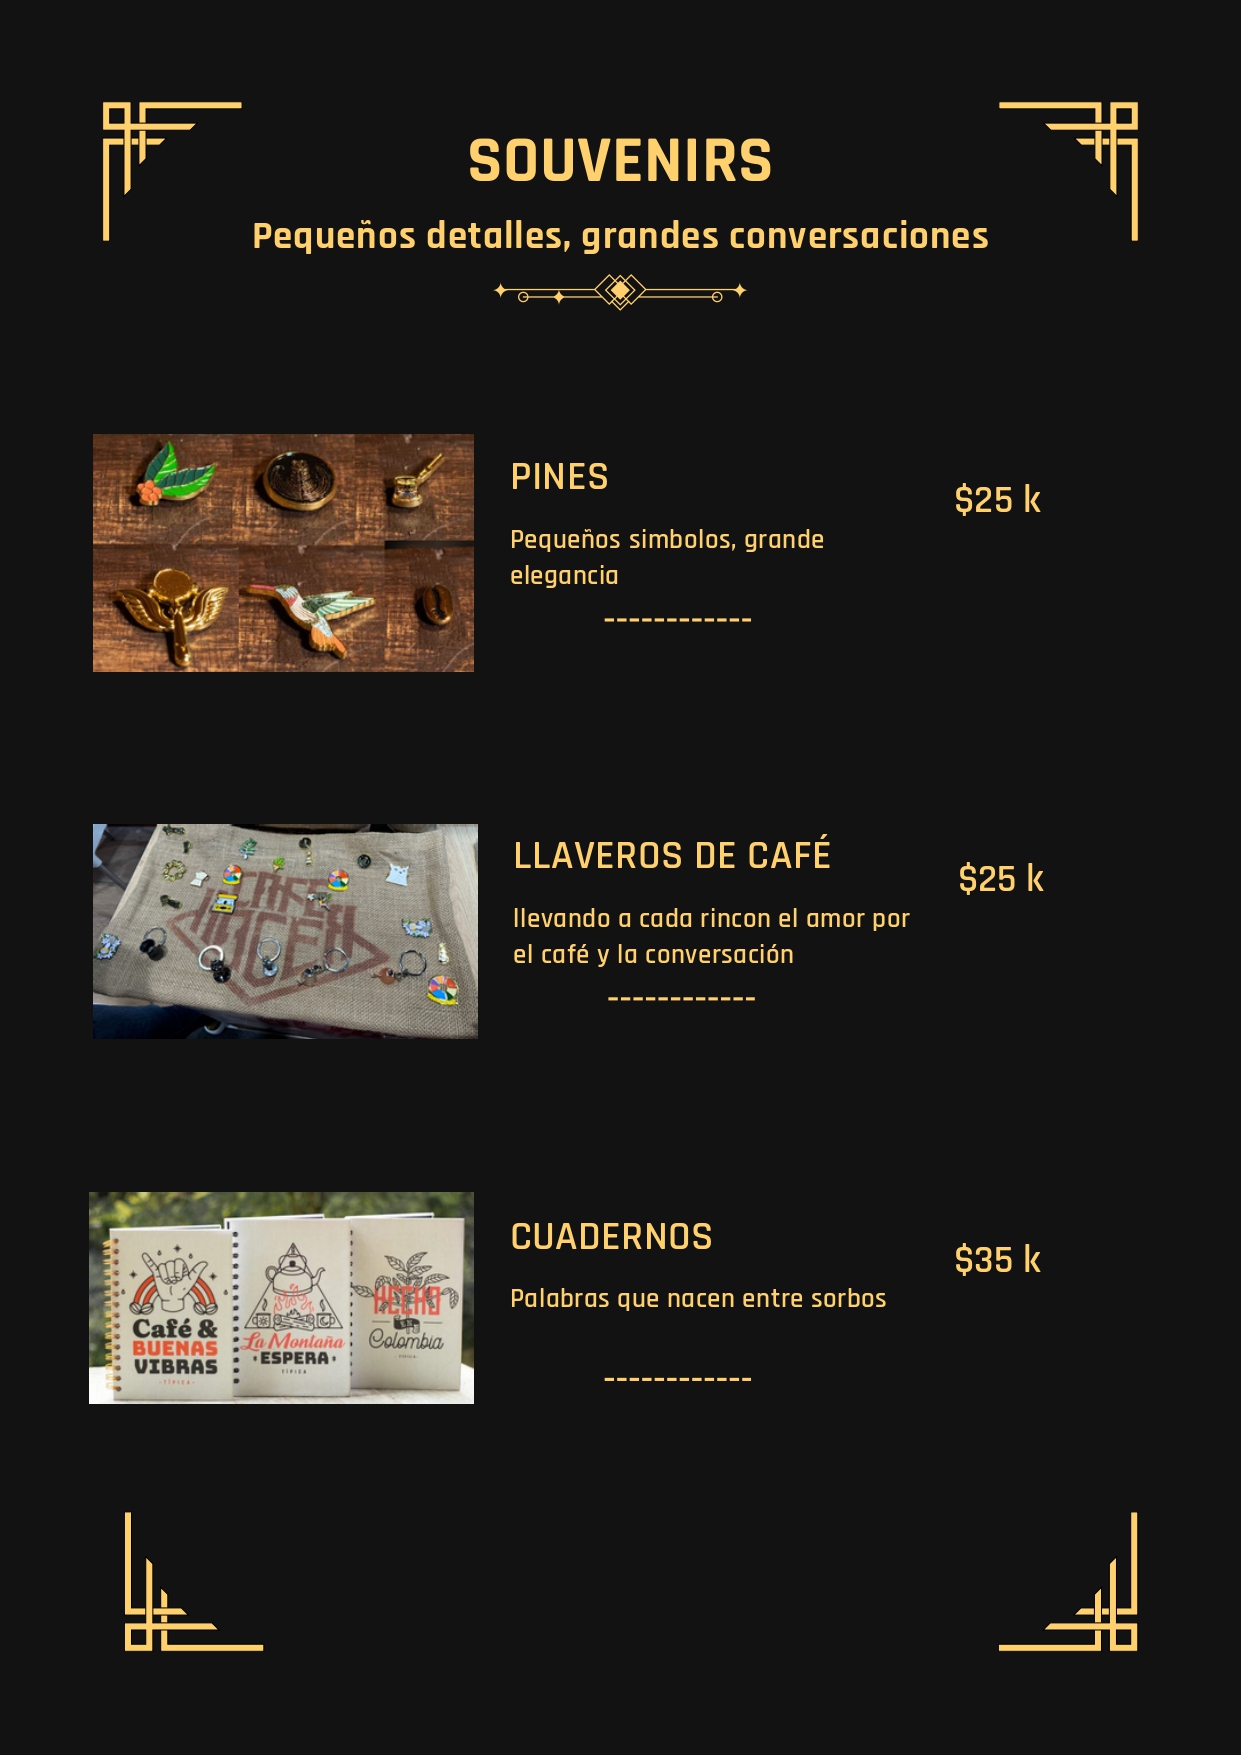 SOUVENIRS
Pequeños detalles, grandes conversaciones
PINES
$25 k
Pequeños simbolos, grande
elegancia
------------
LLAVEROS DE CAFÉ
$25 k
llevando a cada rincon el amor por
el café y la conversación
------------
CUADERNOS
$35 k
Palabras que nacen entre sorbos
------------
Café &
BUENAS
VIBRAS
La Montaña
ESPERA
HECHO
Colombia